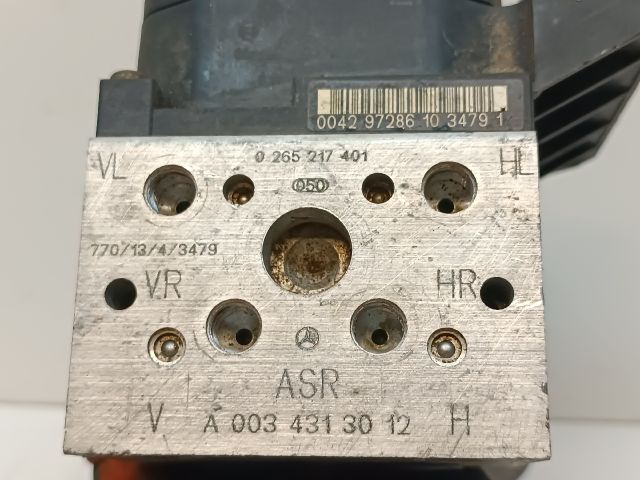 0042 97286 10 3479 1
VL 0 265 217 401 HL
050
770/13/4/3479
VR HR
ASR
V A 003 431 30 12 H